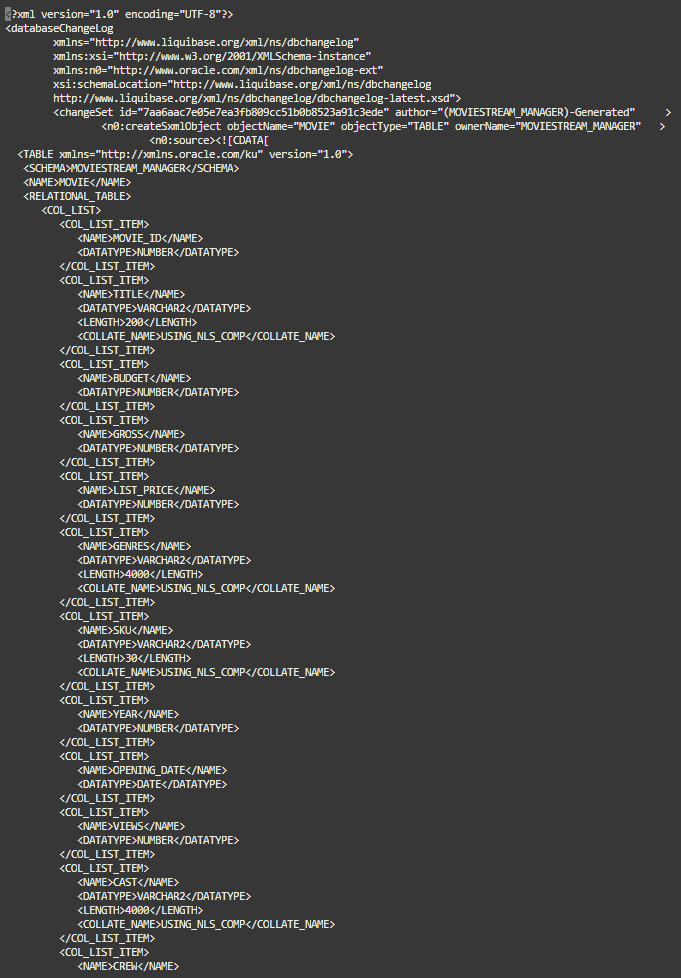 <?xml version="1.0" encoding="UTF-8"?>
<databaseChangeLog
xmlns="http://www.liquibase.org/xml/ns/dbchangelog"
xmlns:xsi="http://www.w3.org/2001/XMLSchema-instance"
xmlns:n0="http://www.oracle.com/xml/ns/dbchangelog-ext"
xsi:schemaLocation="http://www.liquibase.org/xml/ns/dbchangelog
http://www.liquibase.org/xml/ns/dbchangelog/dbchangelog-latest.xsd">
<changeSet id="7aa6aac7e05e7ea3fb809cc51b0b8523a91c3ede" author="(MOVIESTREAM_MANAGER)-Generated" >
<n0:createSxmlObject objectName="MOVIE" objectType="TABLE" ownerName="MOVIESTREAM_MANAGER" >
<n0:source><![CDATA[
<TABLE xmlns="http://xmlns.oracle.com/ku" version="1.0">
<SCHEMA>MOVIESTREAM_MANAGER</SCHEMA>
<NAME>MOVIE</NAME>
<RELATIONAL_TABLE>
<COL_LIST>
<COL_LIST_ITEM>
<NAME>MOVIE_ID</NAME>
<DATATYPE>NUMBER</DATATYPE>
</COL_LIST_ITEM>
<COL_LIST_ITEM>
<NAME>TITLE</NAME>
<DATATYPE>VARCHAR2</DATATYPE>
<LENGTH>200</LENGTH>
<COLLATE_NAME>USING_NLS_COMP</COLLATE_NAME>
</COL_LIST_ITEM>
<COL_LIST_ITEM>
<NAME>BUDGET</NAME>
<DATATYPE>NUMBER</DATATYPE>
</COL_LIST_ITEM>
<COL_LIST_ITEM>
<NAME>GROSS</NAME>
<DATATYPE>NUMBER</DATATYPE>
</COL_LIST_ITEM>
<COL_LIST_ITEM>
<NAME>LIST_PRICE</NAME>
<DATATYPE>NUMBER</DATATYPE>
</COL_LIST_ITEM>
<COL_LIST_ITEM>
<NAME>GENRES</NAME>
<DATATYPE>VARCHAR2</DATATYPE>
<LENGTH>4000</LENGTH>
<COLLATE_NAME>USING_NLS_COMP</COLLATE_NAME>
</COL_LIST_ITEM>
<COL_LIST_ITEM>
<NAME>SKU</NAME>
<DATATYPE>VARCHAR2</DATATYPE>
<LENGTH>30</LENGTH>
<COLLATE_NAME>USING_NLS_COMP</COLLATE_NAME>
</COL_LIST_ITEM>
<COL_LIST_ITEM>
<NAME>YEAR</NAME>
<DATATYPE>NUMBER</DATATYPE>
</COL_LIST_ITEM>
<COL_LIST_ITEM>
<NAME>OPENING_DATE</NAME>
<DATATYPE>DATE</DATATYPE>
</COL_LIST_ITEM>
<COL_LIST_ITEM>
<NAME>VIEWS</NAME>
<DATATYPE>NUMBER</DATATYPE>
</COL_LIST_ITEM>
<COL_LIST_ITEM>
<NAME>CAST</NAME>
<DATATYPE>VARCHAR2</DATATYPE>
<LENGTH>4000</LENGTH>
<COLLATE_NAME>USING_NLS_COMP</COLLATE_NAME>
</COL_LIST_ITEM>
<COL_LIST_ITEM>
<NAME>CREW</NAME>